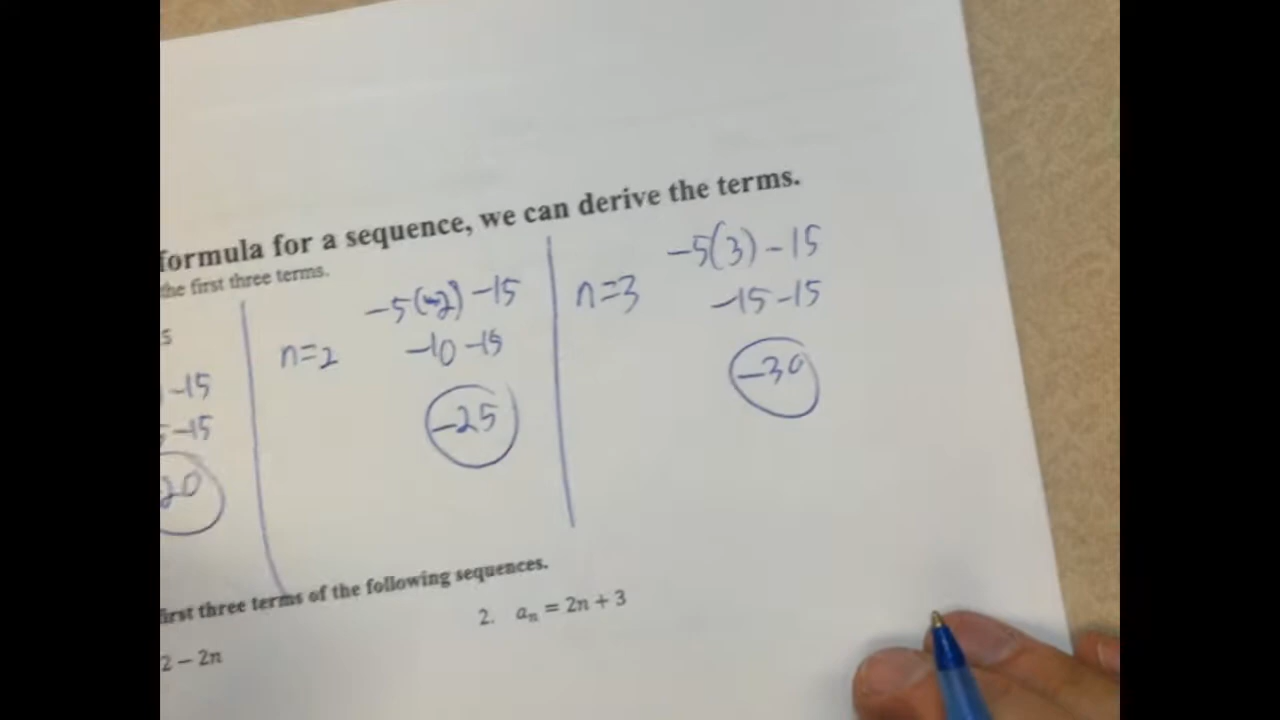 formula for a sequence, we can derive the terms.
the first three terms.
-15
-15
20
n=2
-5(2) -15
-10 -15
-25
n=3
-5(3) -15
-15 -15
-30
first three terms of the following sequences.
2 − 2n
2. aₙ = 2n + 3